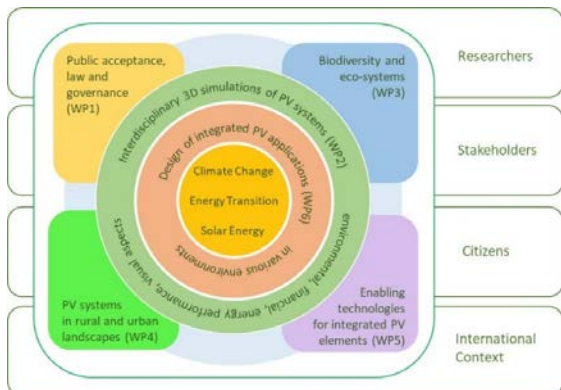 Public acceptance,
law and
governance
(WP1)
Biodiversity and
eco-systems
(WP3)
Researchers
Stakeholders
Citizens
International
Context
Interdisciplinary 3D simulations of PV systems (WP2)
environmental, financial, energy performance, visual aspects
Design of integrated PV applications (WP6)
in various environments
Climate Change
Energy Transition
Solar Energy
PV systems
in rural and urban
landscapes (WP4)
Enabling
technologies
for integrated PV
elements (WP5)